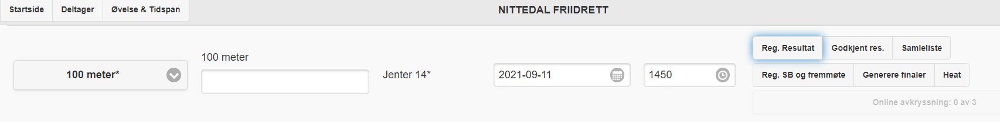 Startside Deltager Øvelse & Tidspan
NITTEDAL FRIIDRETT
100 meter*
100 meter
Jenter 14*
2021-09-11
1450
Reg. Resultat Godkjent res. Samleliste
Reg. SB og fremmøte Generere finaler Heat
Online avkryssning: 0 av 3